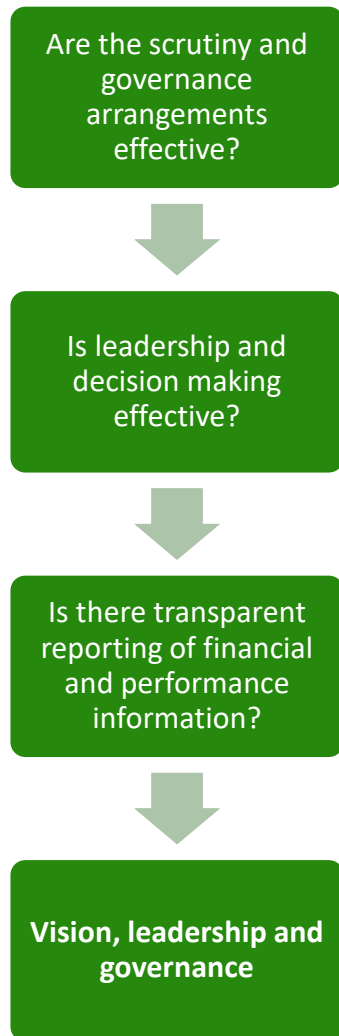 Are the scrutiny and
governance
arrangements
effective?
Is leadership and
decision making
effective?
Is there transparent
reporting of financial
and performance
information?
Vision, leadership and
governance